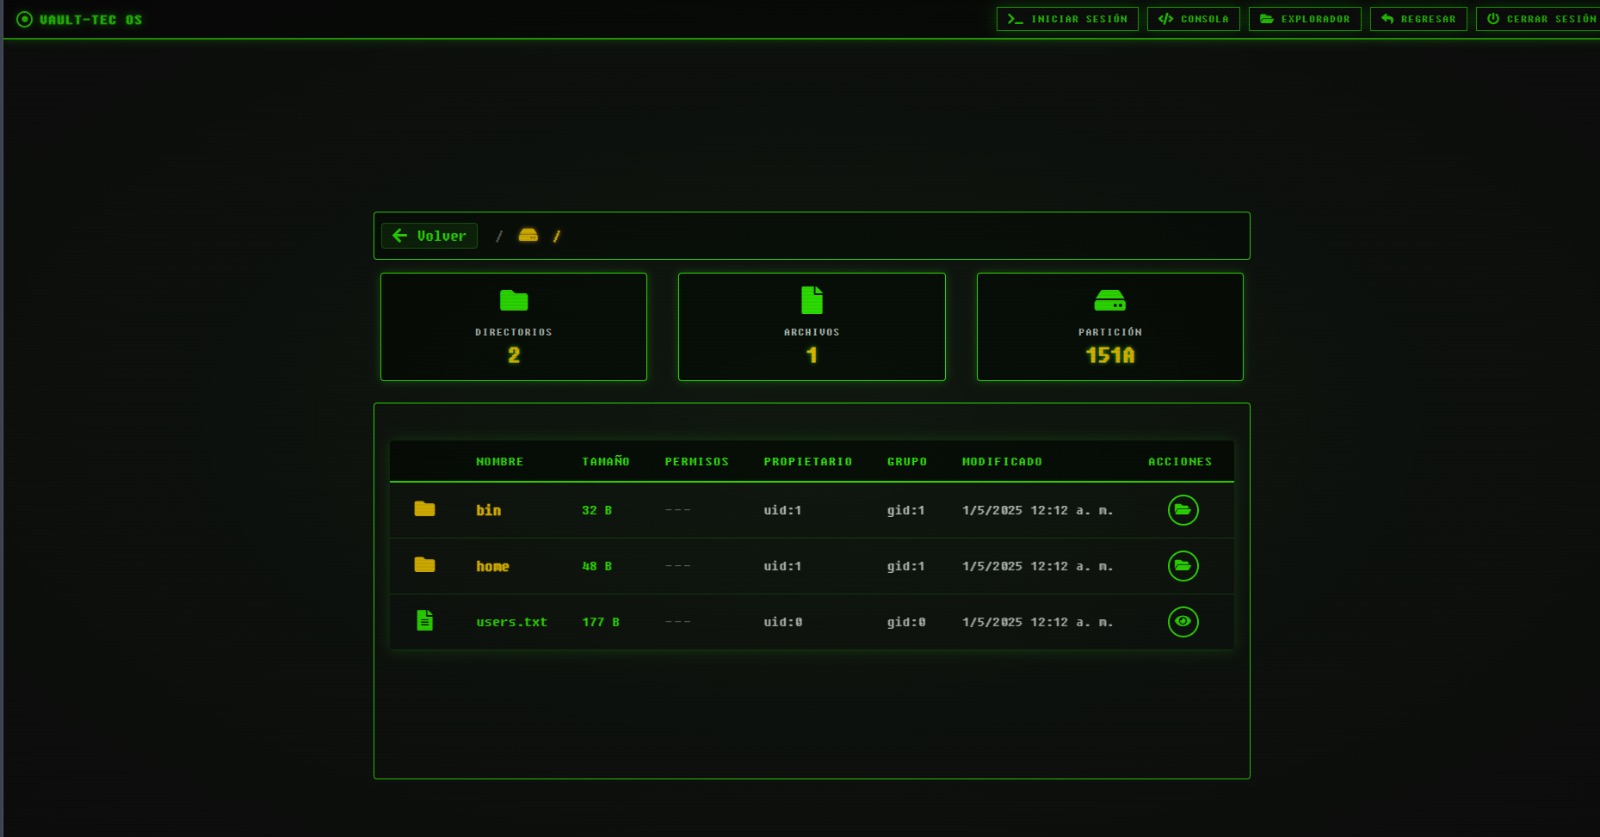 VAULT-TEC OS
INICIAR SESIÓN CONSOLA EXPLORADOR REGRESAR CERRAR SESIÓN
Volver / /
DIRECTORIOS ARCHIVOS PARTICIÓN
2 1 151A
NOMBRE TAMAÑO PERMISOS PROPIETARIO GRUPO MODIFICADO ACCIONES
bin 32 B --- uid:1 gid:1 1/5/2025 12:12 a. m.
home 48 B --- uid:1 gid:1 1/5/2025 12:12 a. m.
users.txt 177 B --- uid:0 gid:0 1/5/2025 12:12 a. m.